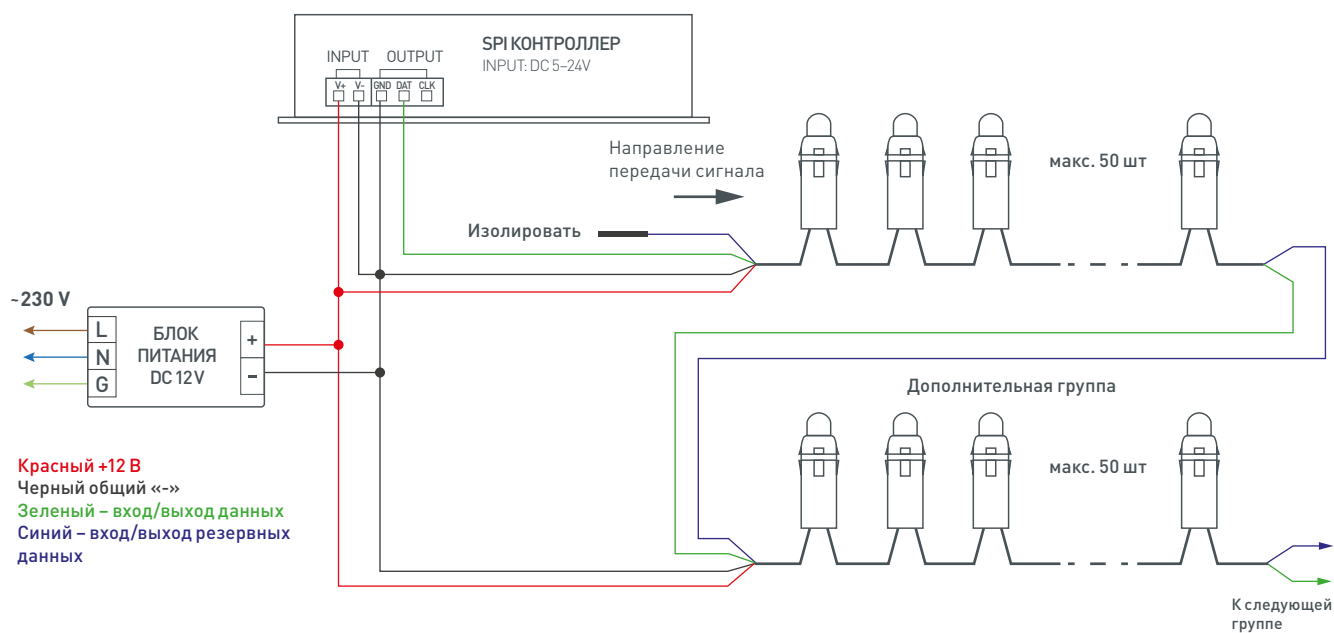 SPI КОНТРОЛЛЕР
INPUT: DC 5–24V
INPUT OUTPUT
V+ V- GND DAT CLK
Направление
передачи сигнала
макс. 50 шт
Изолировать
~230 V
L
N
G
БЛОК
ПИТАНИЯ
DC 12 V
+
–
Дополнительная группа
макс. 50 шт
Красный +12 В
Черный общий «-»
Зеленый – вход/выход данных
Синий – вход/выход резервных
данных
К следующей
группе